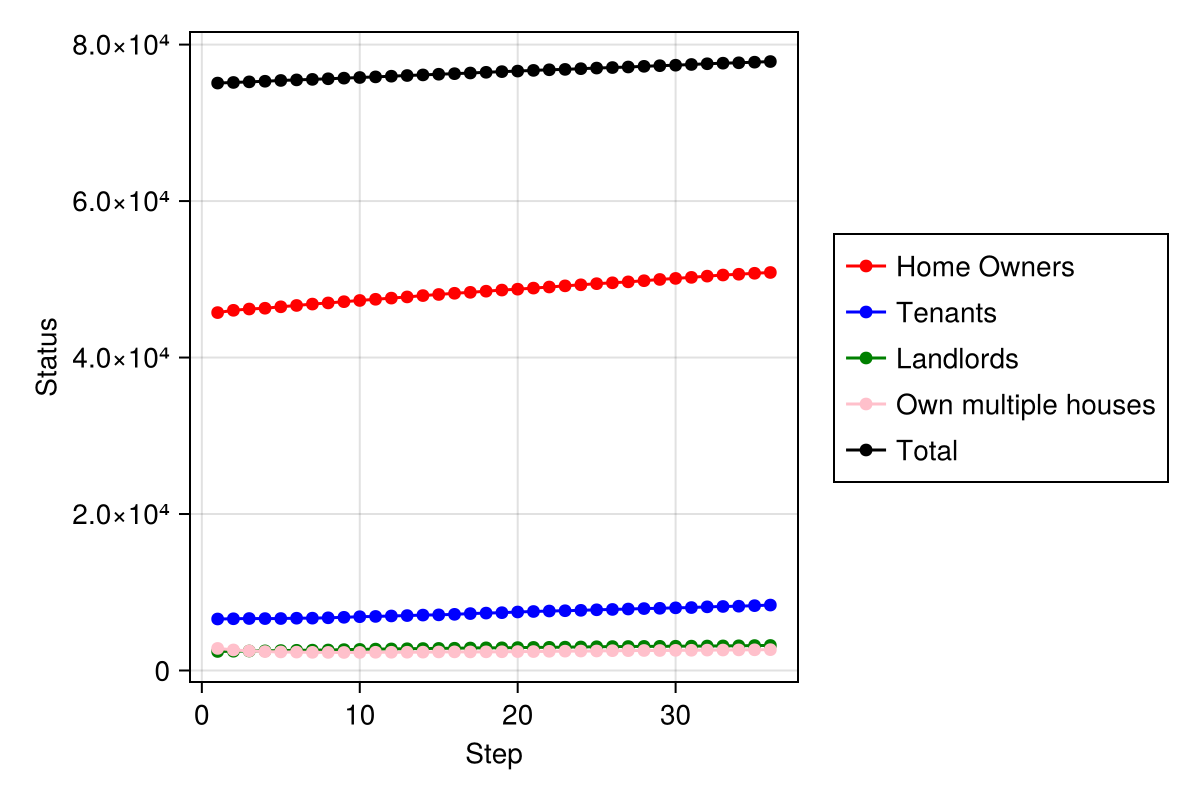 8.0×10⁴
6.0×10⁴
4.0×10⁴
2.0×10⁴
0
Status
0 10 20 30
Step
Home Owners
Tenants
Landlords
Own multiple houses
Total